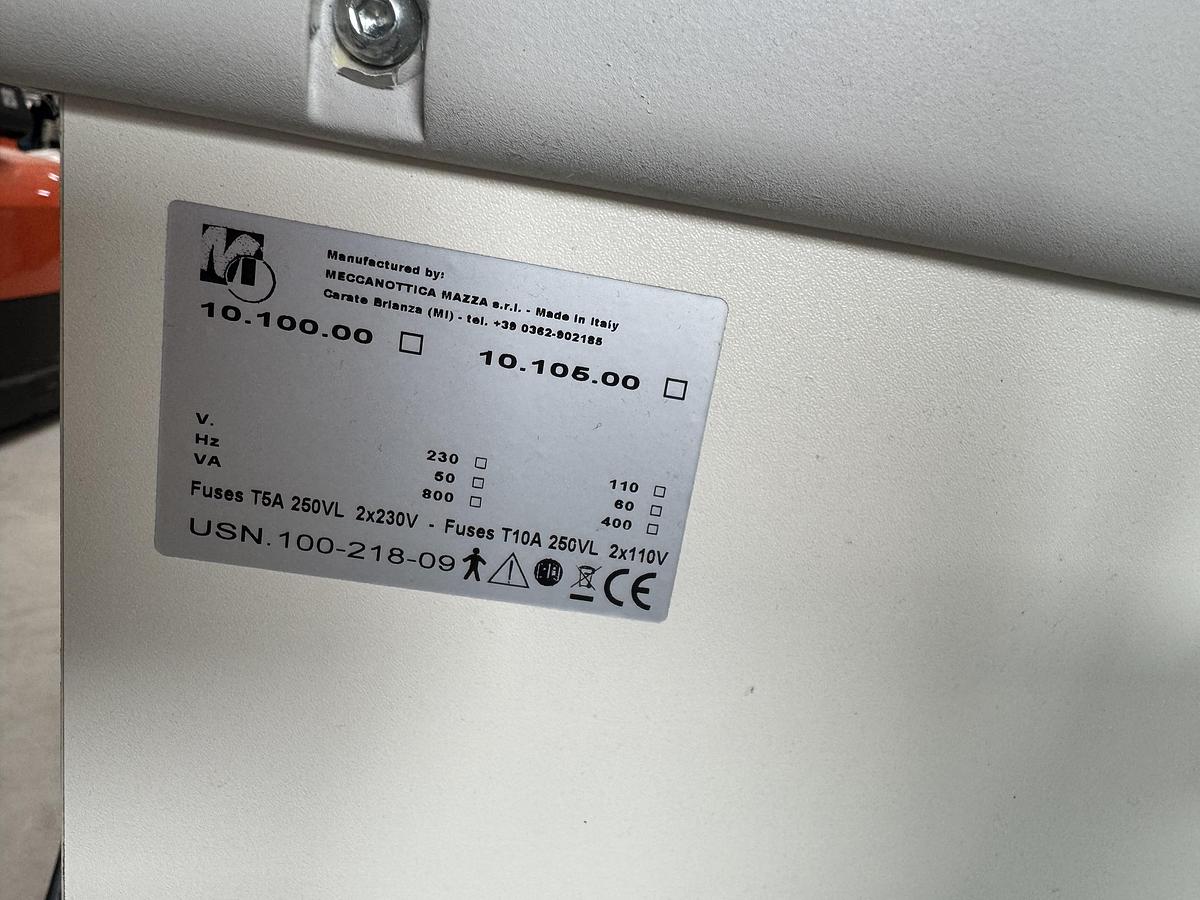 Manufactured by:
MECCANOTTICA MAZZA s.r.l. - Made in Italy
Carate Brianza (MI) - tel. +39 0362-902185
10.100.00 □ 10.105.00 □
V. 230 □ 110 □
Hz 50 □ 60 □
VA 800 □ 400 □
Fuses T5A 250VL 2x230V - Fuses T10A 250VL 2x110V
USN.100-218-09 CE